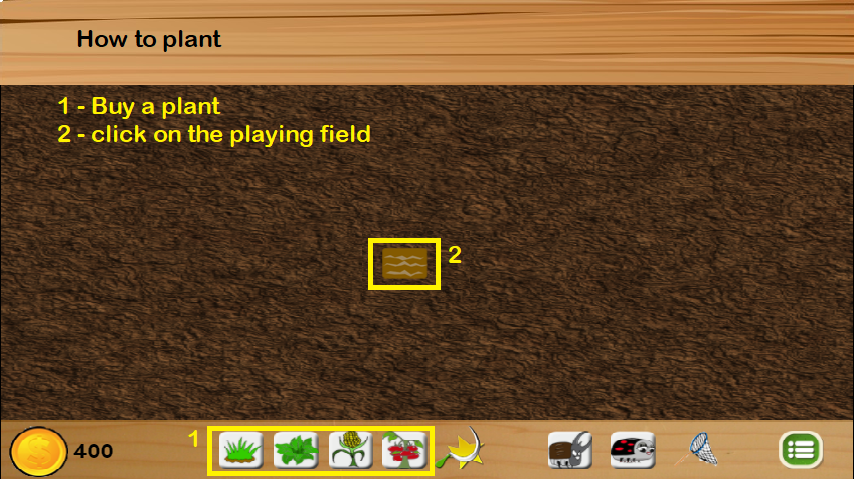 How to plant
1 - Buy a plant
2 - click on the playing field
2
1
400